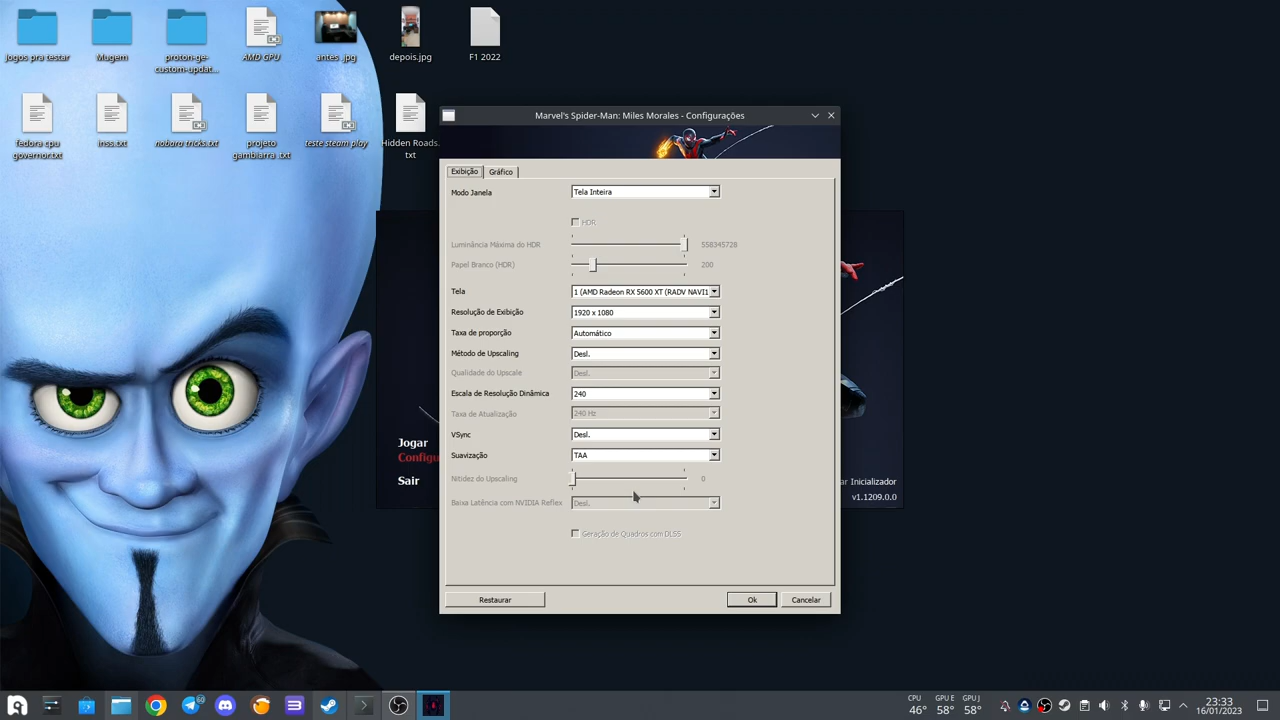 Jogos pra testar
Mugem
proton-ge-
custom-updat...
AMD GPU
antes .jpg
depois.jpg
F1 2022
fedora cpu
governor.txt
inss.txt
nobara tricks.txt
projeto
gambiarra .txt
teste steam play
Hidden Roads.
txt
Marvel's Spider-Man: Miles Morales - Configurações
Exibição
Gráfico
Modo Janela
Tela Inteira
HDR
Luminância Máxima do HDR
558345728
Papel Branco (HDR)
200
Tela
1 (AMD Radeon RX 5600 XT (RADV NAVI1
Resolução de Exibição
1920 x 1080
Taxa de proporção
Automático
Método de Upscaling
Desl.
Qualidade do Upscale
Desl.
Escala de Resolução Dinâmica
240
Taxa de Atualização
240 Hz
VSync
Desl.
Suavização
TAA
Nitidez do Upscaling
0
Baixa Latência com NVIDIA Reflex
Desl.
Geração de Quadros com DLSS
Restaurar
Ok
Cancelar
Jogar
Configu
Sair
ar Inicializador
v1.1209.0.0
CPU
46°
GPU E
58°
GPU J
58°
23:33
16/01/2023